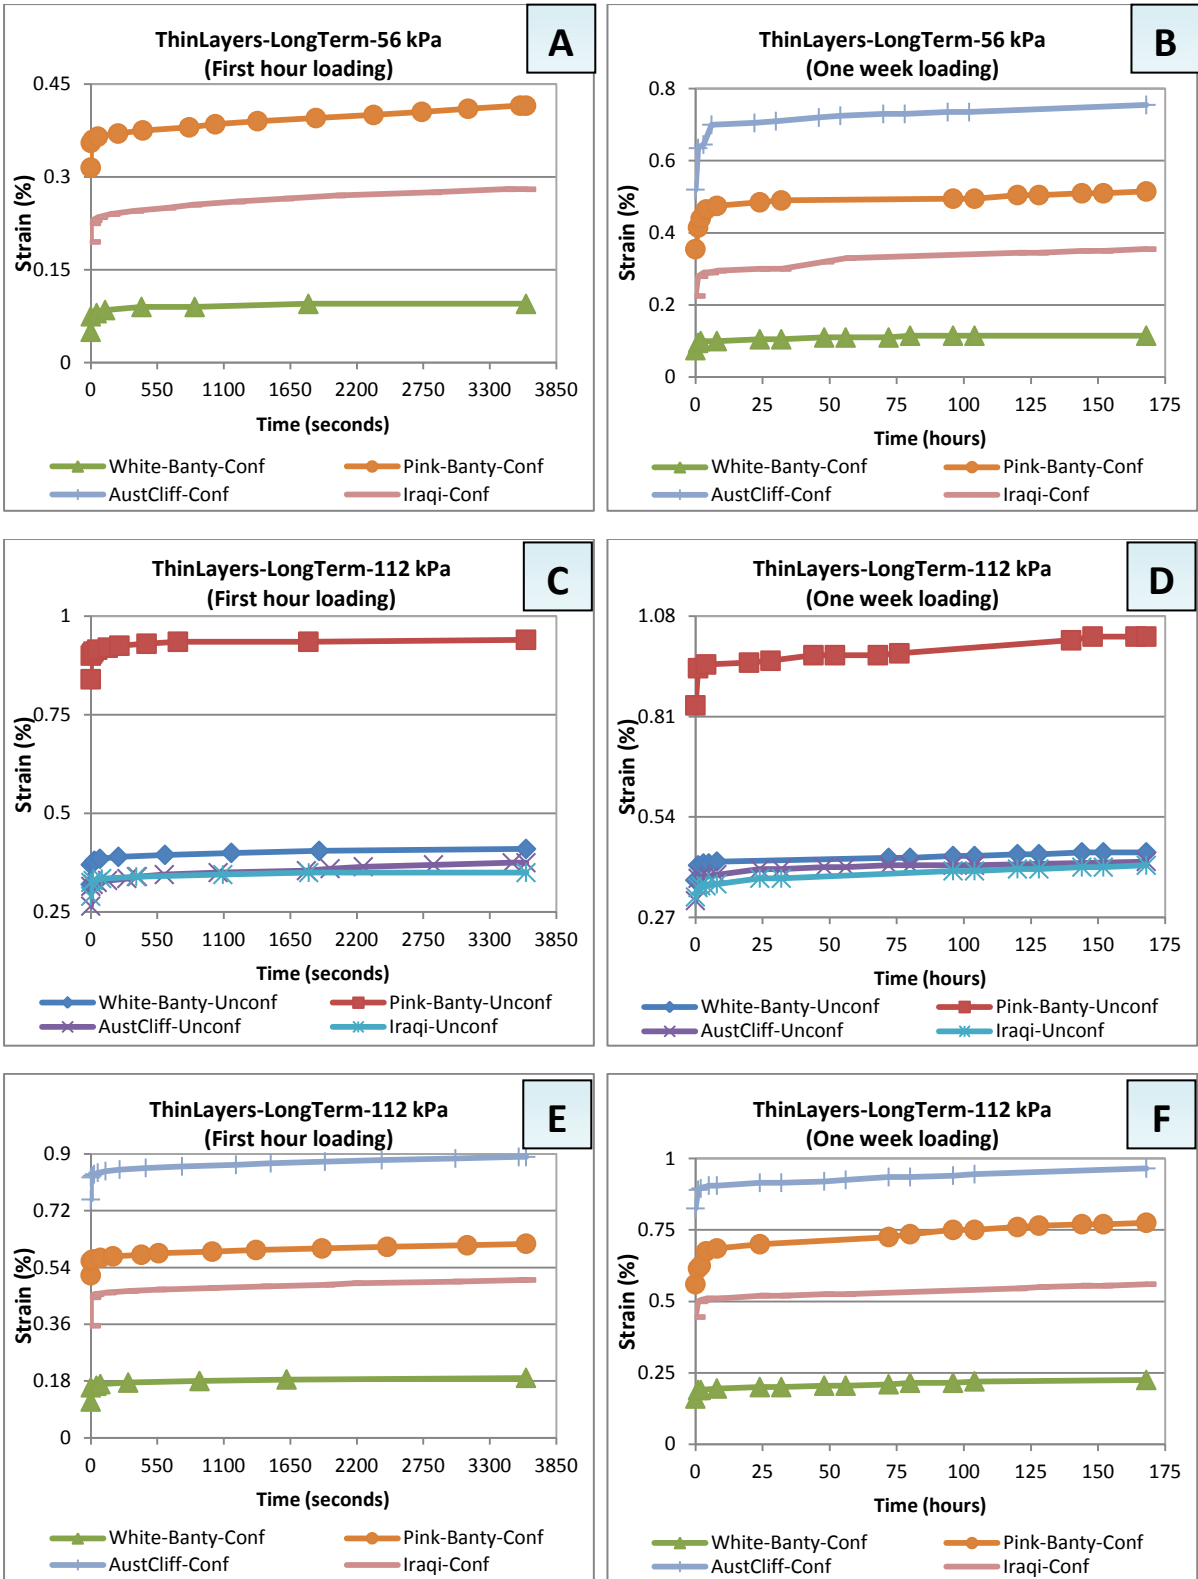 ThinLayers-LongTerm-56 kPa
(First hour loading)
A
Strain (%)
0.45
0.3
0.15
0
0 550 1100 1650 2200 2750 3300 3850
Time (seconds)
White-Banty-Conf Pink-Banty-Conf
AustCliff-Conf Iraqi-Conf
ThinLayers-LongTerm-56 kPa
(One week loading)
B
Strain (%)
0.8
0.6
0.4
0.2
0
0 25 50 75 100 125 150 175
Time (hours)
White-Banty-Conf Pink-Banty-Conf
AustCliff-Conf Iraqi-Conf
ThinLayers-LongTerm-112 kPa
(First hour loading)
C
Strain (%)
1
0.75
0.5
0.25
0 550 1100 1650 2200 2750 3300 3850
Time (seconds)
White-Banty-Unconf Pink-Banty-Unconf
AustCliff-Unconf Iraqi-Unconf
ThinLayers-LongTerm-112 kPa
(One week loading)
D
Strain (%)
1.08
0.81
0.54
0.27
0 25 50 75 100 125 150 175
Time (hours)
White-Banty-Unconf Pink-Banty-Unconf
AustCliff-Unconf Iraqi-Unconf
ThinLayers-LongTerm-112 kPa
(First hour loading)
E
Strain (%)
0.9
0.72
0.54
0.36
0.18
0
0 550 1100 1650 2200 2750 3300 3850
Time (seconds)
White-Banty-Conf Pink-Banty-Conf
AustCliff-Conf Iraqi-Conf
ThinLayers-LongTerm-112 kPa
(One week loading)
F
Strain (%)
1
0.75
0.5
0.25
0
0 25 50 75 100 125 150 175
Time (hours)
White-Banty-Conf Pink-Banty-Conf
AustCliff-Conf Iraqi-Conf